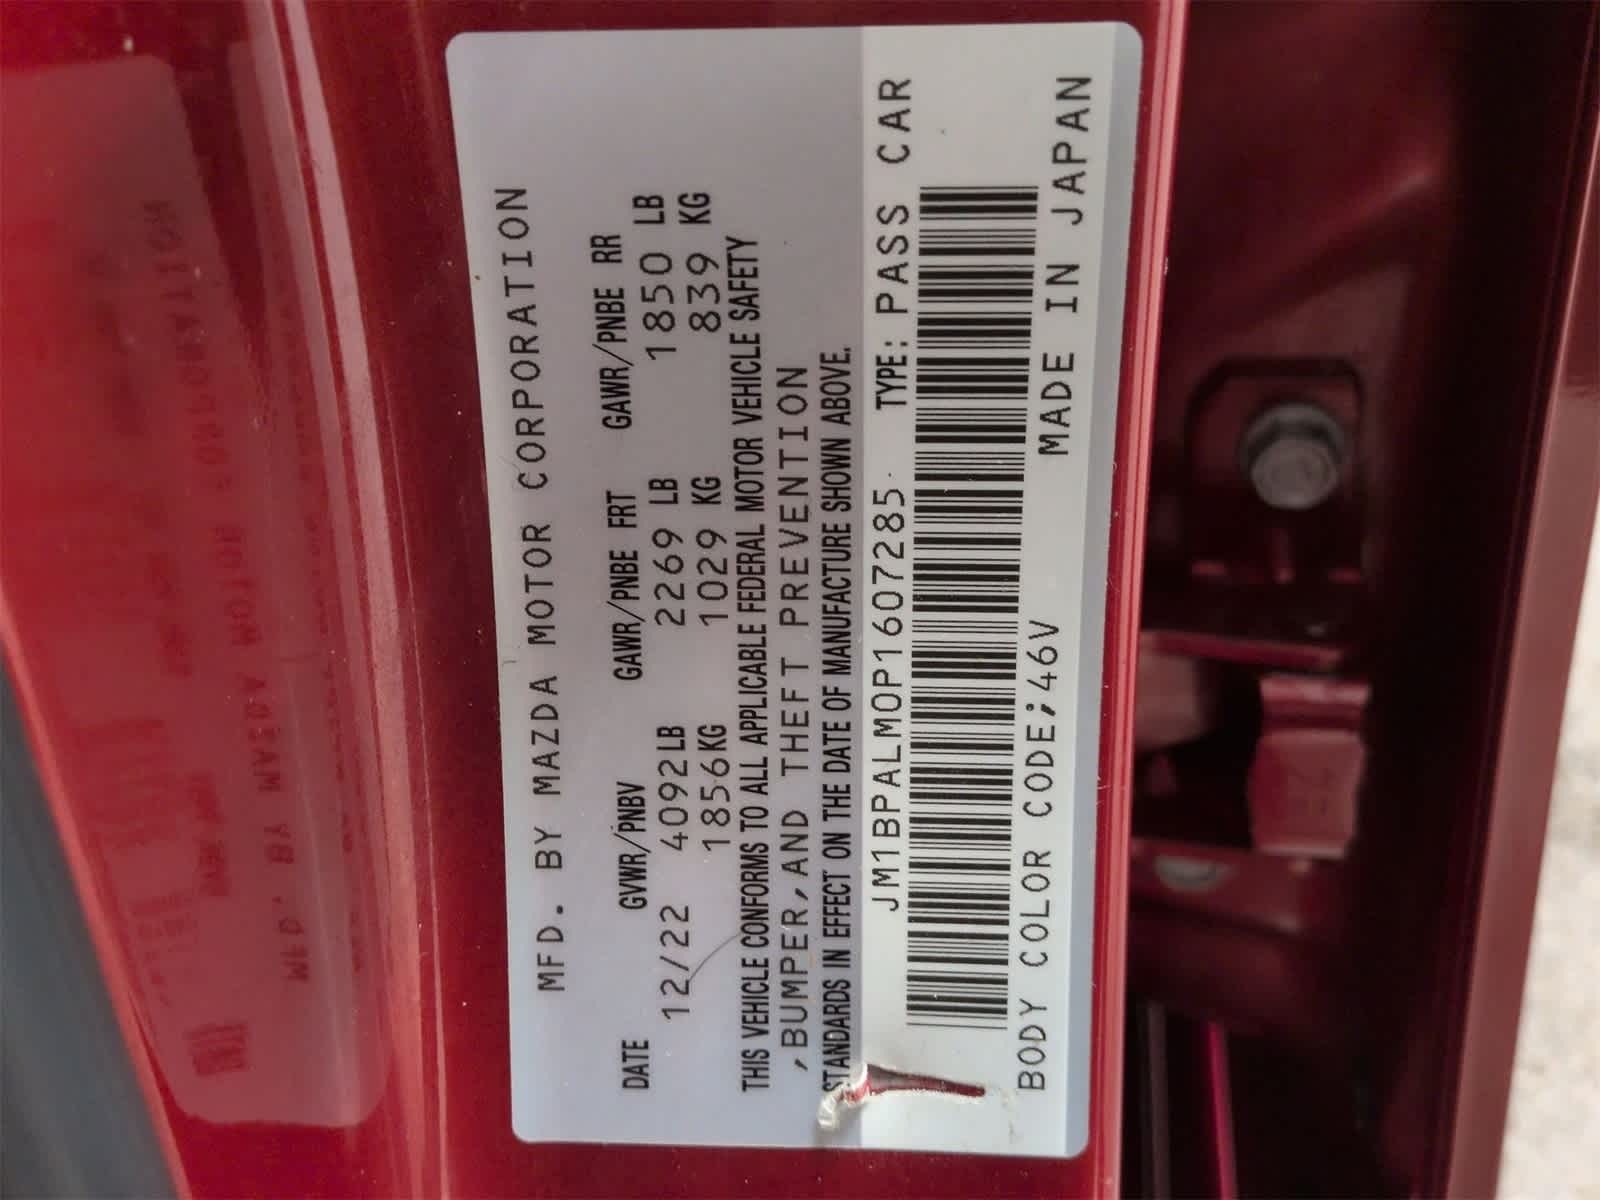 MFD. BY MAZDA MOTOR CORPORATION
DATE GVWR/PNBV GAWR/PNBE FRT GAWR/PNBE RR
12/22 4092LB 2269 LB 1850 LB
1856KG 1029 KG 839 KG
THIS VEHICLE CONFORMS TO ALL APPLICABLE FEDERAL MOTOR VEHICLE SAFETY
,BUMPER,AND THEFT PREVENTION
STANDARDS IN EFFECT ON THE DATE OF MANUFACTURE SHOWN ABOVE.
JM1BPALM0P1607285 TYPE: PASS CAR
BODY COLOR CODE;46V MADE IN JAPAN